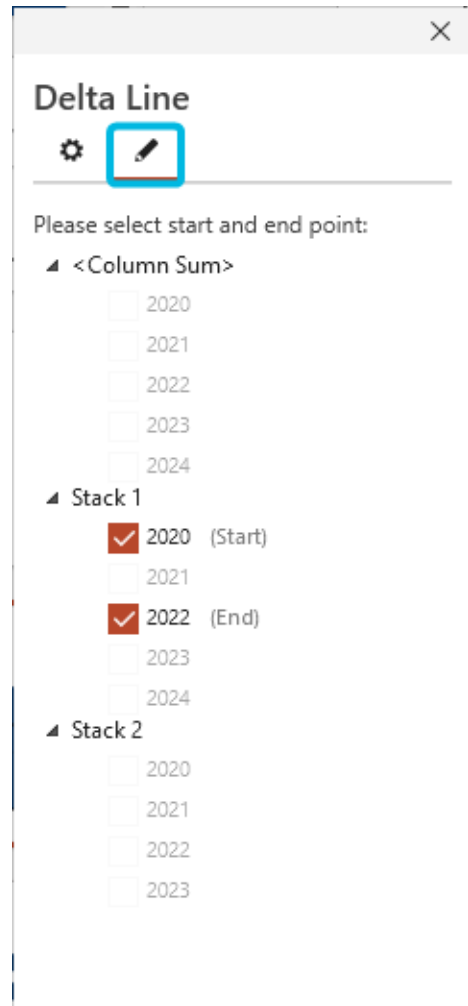 Delta Line
Please select start and end point:
<Column Sum>
2020
2021
2022
2023
2024
Stack 1
2020 (Start)
2021
2022 (End)
2023
2024
Stack 2
2020
2021
2022
2023